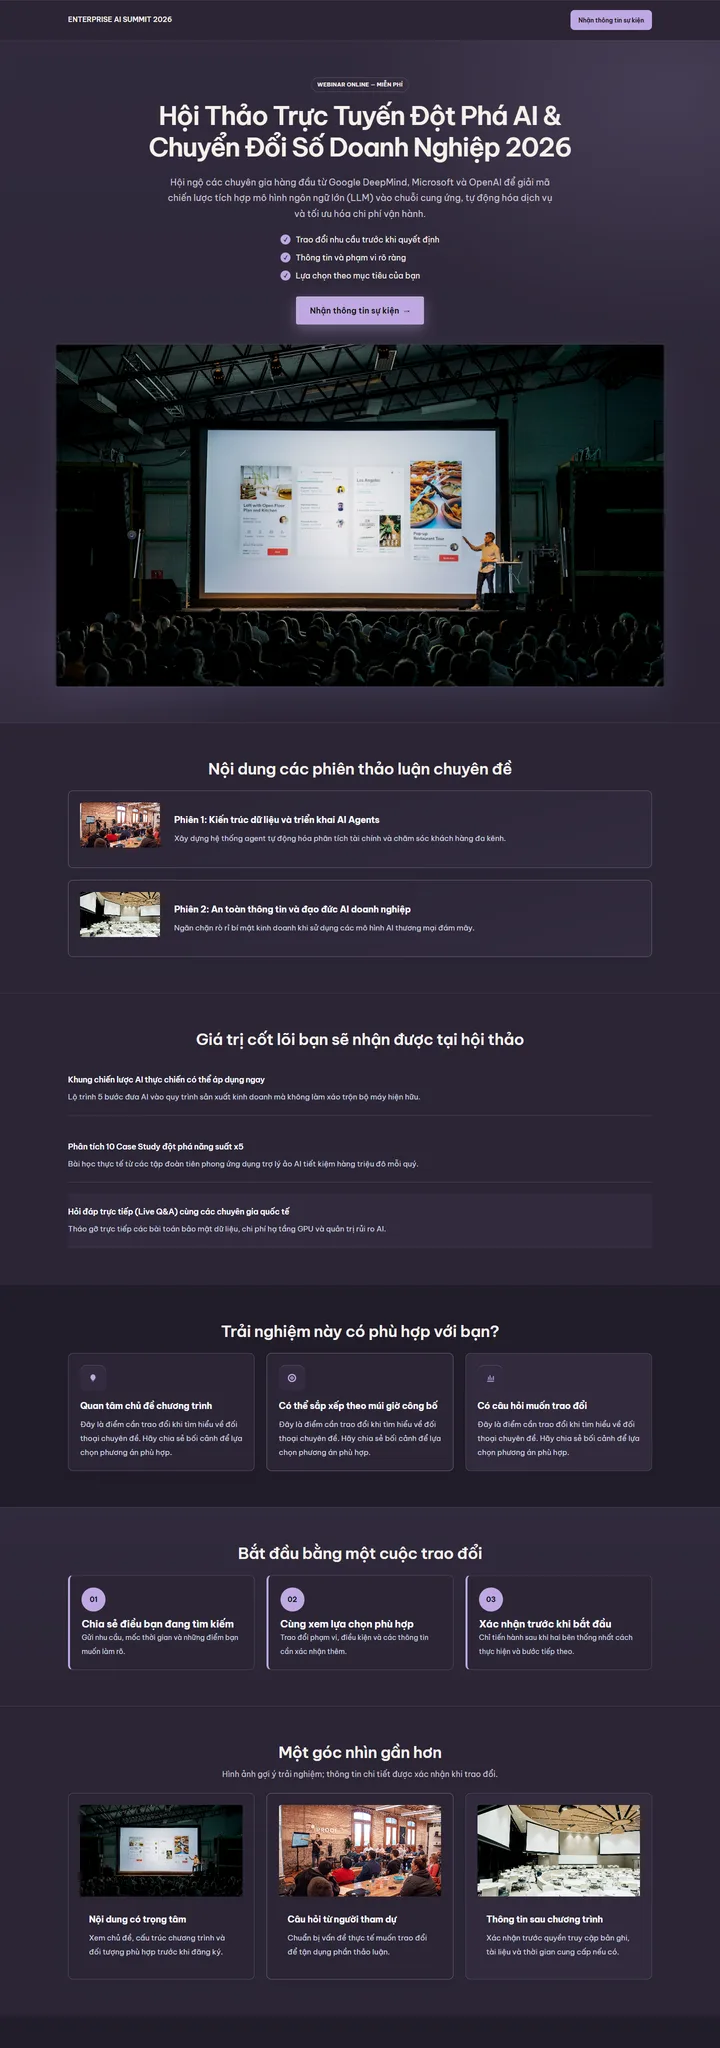 ENTERPRISE AI SUMMIT 2026
Nhận thông tin sự kiện
WEBINAR ONLINE — MIỄN PHÍ
Hội Thảo Trực Tuyến Đột Phá AI &
Chuyển Đổi Số Doanh Nghiệp 2026
Hội ngộ các chuyên gia hàng đầu từ Google DeepMind, Microsoft và OpenAI để giải mã
chiến lược tích hợp mô hình ngôn ngữ lớn (LLM) vào chuỗi cung ứng, tự động hóa dịch vụ
và tối ưu hóa chi phí vận hành.
Trao đổi nhu cầu trước khi quyết định
Thông tin và phạm vi rõ ràng
Lựa chọn theo mục tiêu của bạn
Nhận thông tin sự kiện →
Loft with Open Floor
Plan and Kitchen
Los Angeles
Pop-up
Restaurant Tour
Nội dung các phiên thảo luận chuyên đề
Phiên 1: Kiến trúc dữ liệu và triển khai AI Agents
Xây dựng hệ thống agent tự động hóa phân tích tài chính và chăm sóc khách hàng đa kênh.
Phiên 2: An toàn thông tin và đạo đức AI doanh nghiệp
Ngăn chặn rò rỉ bí mật kinh doanh khi sử dụng các mô hình AI thương mại đám mây.
Giá trị cốt lõi bạn sẽ nhận được tại hội thảo
Khung chiến lược AI thực chiến có thể áp dụng ngay
Lộ trình 5 bước đưa AI vào quy trình sản xuất kinh doanh mà không làm xáo trộn bộ máy hiện hữu.
Phân tích 10 Case Study đột phá năng suất x5
Bài học thực tế từ các tập đoàn tiên phong ứng dụng trợ lý ảo AI tiết kiệm hàng triệu đô mỗi quý.
Hỏi đáp trực tiếp (Live Q&A) cùng các chuyên gia quốc tế
Tháo gỡ trực tiếp các bài toán bảo mật dữ liệu, chi phí hạ tầng GPU và quản trị rủi ro AI.
Trải nghiệm này có phù hợp với bạn?
Quan tâm chủ đề chương trình
Đây là điểm cần trao đổi khi tìm hiểu về đối
thoại chuyên đề. Hãy chia sẻ bối cảnh để lựa
chọn phương án phù hợp.
Có thể sắp xếp theo múi giờ công bố
Đây là điểm cần trao đổi khi tìm hiểu về đối
thoại chuyên đề. Hãy chia sẻ bối cảnh để lựa
chọn phương án phù hợp.
Có câu hỏi muốn trao đổi
Đây là điểm cần trao đổi khi tìm hiểu về đối
thoại chuyên đề. Hãy chia sẻ bối cảnh để lựa
chọn phương án phù hợp.
Bắt đầu bằng một cuộc trao đổi
01
Chia sẻ điều bạn đang tìm kiếm
Gửi nhu cầu, mốc thời gian và những điểm bạn
muốn làm rõ.
02
Cùng xem lựa chọn phù hợp
Trao đổi phạm vi, điều kiện và các thông tin
cần xác nhận thêm.
03
Xác nhận trước khi bắt đầu
Chỉ tiến hành sau khi hai bên thống nhất cách
thực hiện và bước tiếp theo.
Một góc nhìn gần hơn
Hình ảnh gợi ý trải nghiệm; thông tin chi tiết được xác nhận khi trao đổi.
Nội dung có trọng tâm
Xem chủ đề, cấu trúc chương trình và
đối tượng phù hợp trước khi đăng ký.
Câu hỏi từ người tham dự
Chuẩn bị vấn đề thực tế muốn trao đổi
để tận dụng phần thảo luận.
Thông tin sau chương trình
Xác nhận trước quyền truy cập bản ghi,
tài liệu và thời gian cung cấp nếu có.